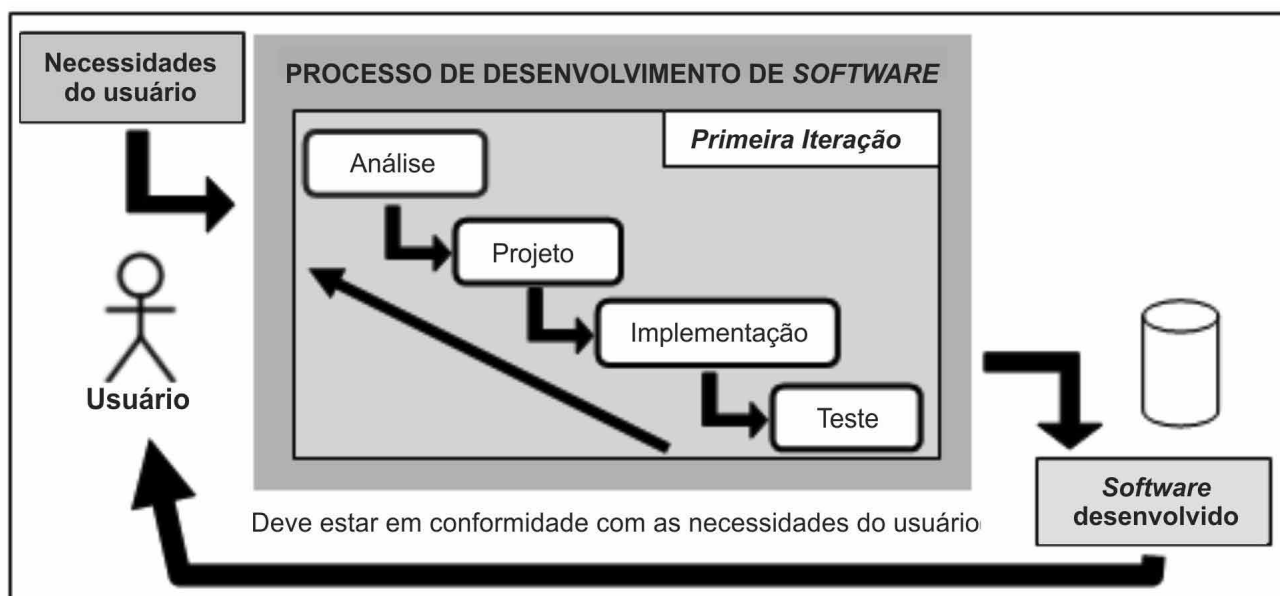 Necessidades
do usuário
PROCESSO DE DESENVOLVIMENTO DE SOFTWARE
Primeira Iteração
Análise
Projeto
Implementação
Teste
Usuário
Software
desenvolvido
Deve estar em conformidade com as necessidades do usuário